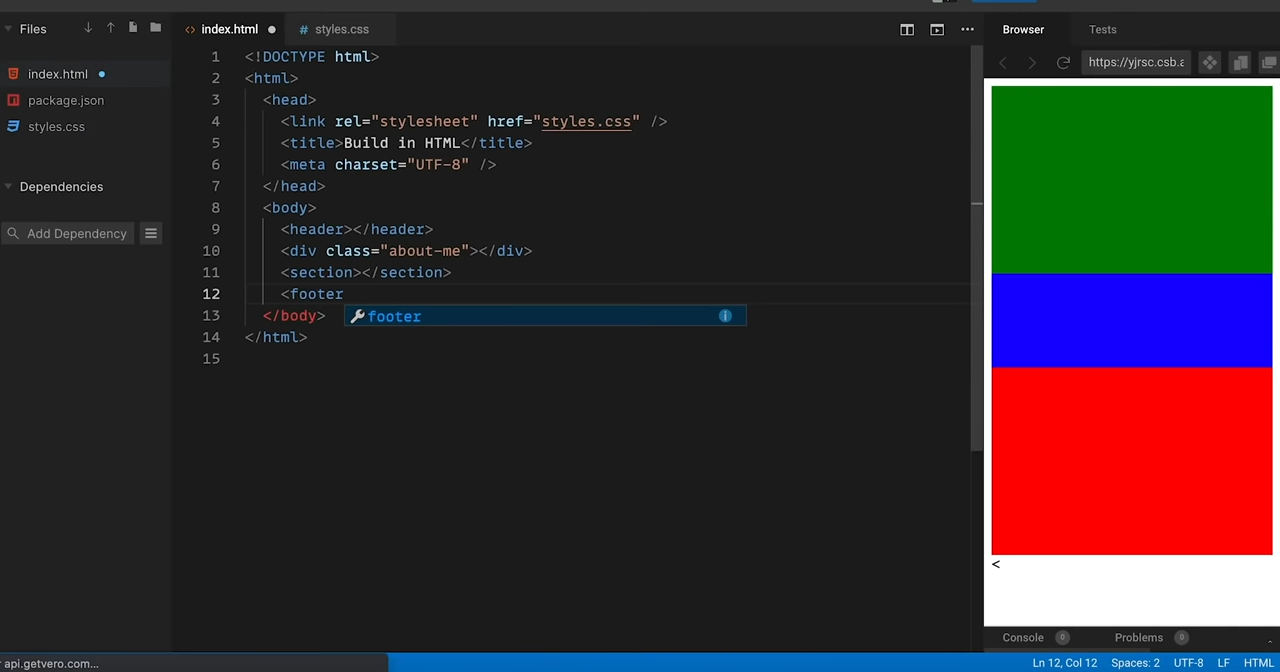 Files
index.html
package.json
styles.css
Dependencies
Add Dependency
<> index.html
# styles.css
1 <!DOCTYPE html>
2 <html>
3 <head>
4 <link rel="stylesheet" href="styles.css" />
5 <title>Build in HTML</title>
6 <meta charset="UTF-8" />
7 </head>
8 <body>
9 <header></header>
10 <div class="about-me"></div>
11 <section></section>
12 <footer
footer
13 </body>
14 </html>
15
Browser
Tests
https://yjrsc.csb.a
<
Console 0
Problems 0
api.getvero.com...
Ln 12, Col 12 Spaces: 2 UTF-8 LF HTML